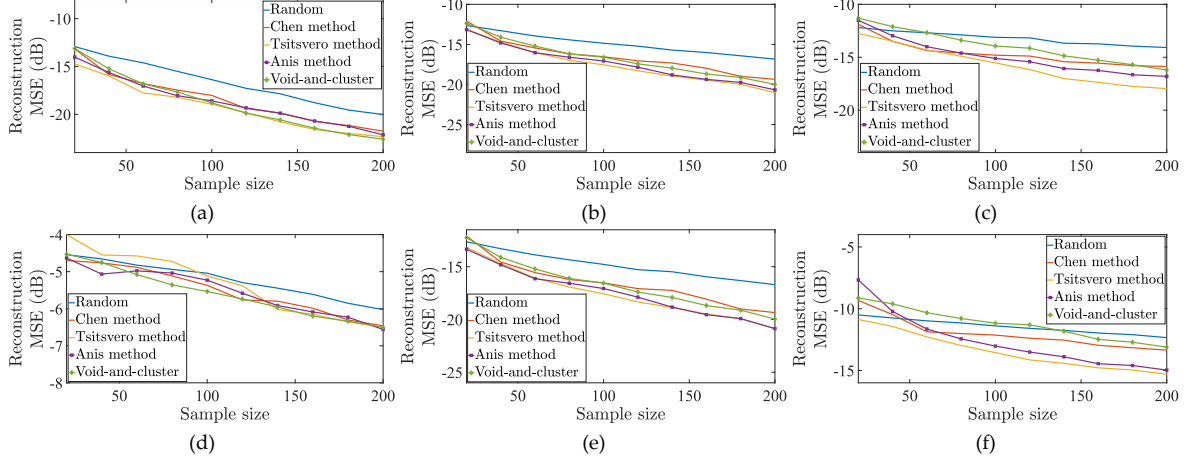 Reconstruction
MSE (dB)
-10
-15
-20
50
100
150
200
Sample size
Random
Chen method
Tsitsvero method
Anis method
Void-and-cluster
(a)
Reconstruction
MSE (dB)
-10
-15
-20
-25
50
100
150
200
Sample size
Random
Chen method
Tsitsvero method
Anis method
Void-and-cluster
(b)
Reconstruction
MSE (dB)
-10
-15
-20
50
100
150
200
Sample size
Random
Chen method
Tsitsvero method
Anis method
Void-and-cluster
(c)
Reconstruction
MSE (dB)
-4
-5
-6
-7
-8
50
100
150
200
Sample size
Random
Chen method
Tsitsvero method
Anis method
Void-and-cluster
(d)
Reconstruction
MSE (dB)
-15
-20
-25
50
100
150
200
Sample size
Random
Chen method
Tsitsvero method
Anis method
Void-and-cluster
(e)
Reconstruction
MSE (dB)
-5
-10
-15
50
100
150
200
Sample size
Random
Chen method
Tsitsvero method
Anis method
Void-and-cluster
(f)